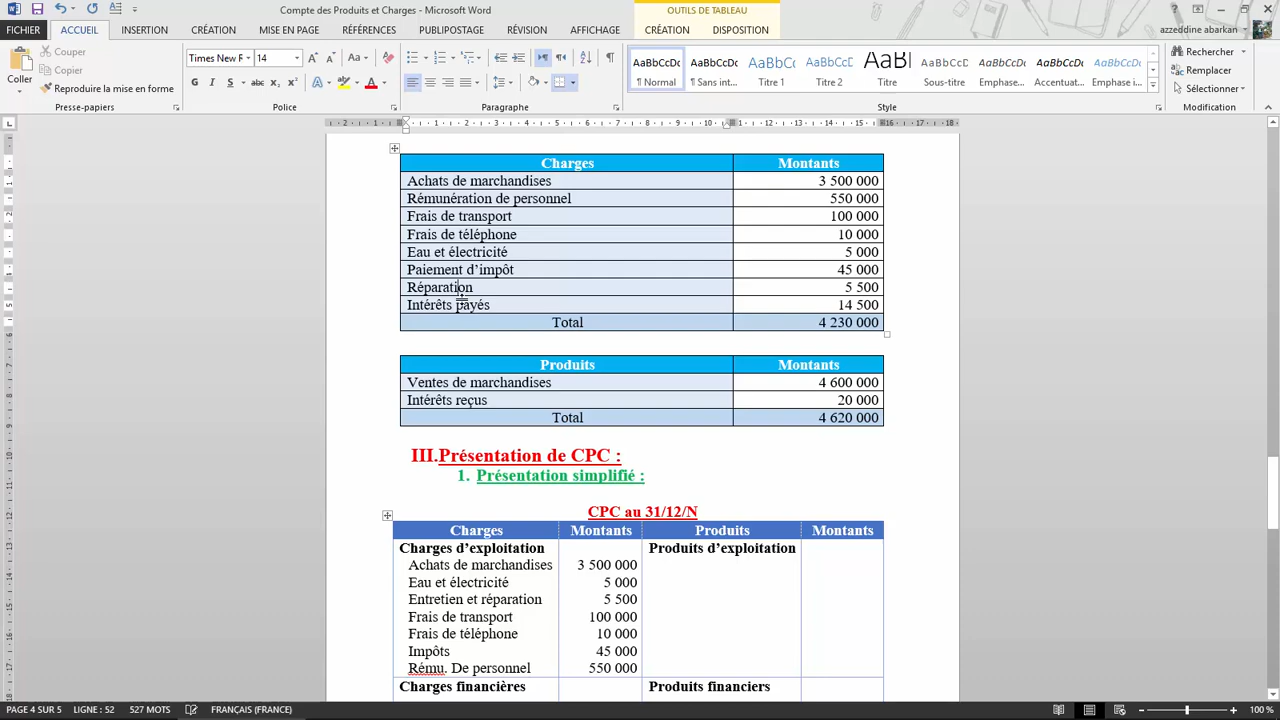 Compte des Produits et Charges - Microsoft Word
OUTILS DE TABLEAU
FICHIER ACCUEIL INSERTION CRÉATION MISE EN PAGE RÉFÉRENCES PUBLIPOSTAGE RÉVISION AFFICHAGE CRÉATION DISPOSITION
azeddine abarkan
Coller
Couper
Copier
Reproduire la mise en forme
Presse-papiers
Times New R 14
Police
Paragraphe
AaBbCcDc AaBbCcDc AaBbCc AaBbCcC AaBl AaBbCcC AaBbCcDc AaBbCcDc AaBbCcDc
¶ Normal ¶ Sans int... Titre 1 Titre 2 Titre Sous-titre Emphase... Accentuat... Emphase i...
Style
Rechercher
Remplacer
Sélectionner
Modification
Charges Montants
Achats de marchandises 3 500 000
Rémunération de personnel 550 000
Frais de transport 100 000
Frais de téléphone 10 000
Eau et électricité 5 000
Paiement d’impôt 45 000
Réparation 5 500
Intérêts payés 14 500
Total 4 230 000
Produits Montants
Ventes de marchandises 4 600 000
Intérêts reçus 20 000
Total 4 620 000
III.Présentation de CPC :
1. Présentation simplifié :
CPC au 31/12/N
Charges Montants Produits Montants
Charges d’exploitation Produits d’exploitation
Achats de marchandises 3 500 000
Eau et électricité 5 000
Entretien et réparation 5 500
Frais de transport 100 000
Frais de téléphone 10 000
Impôts 45 000
Rému. De personnel 550 000
Charges financières Produits financiers
PAGE 4 SUR 5 LIGNE : 52 527 MOTS FRANÇAIS (FRANCE) 100 %